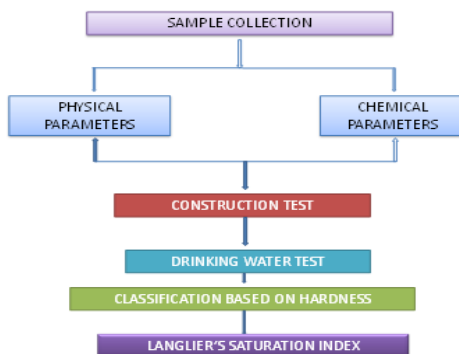 SAMPLE COLLECTION
PHYSICAL
PARAMETERS
CHEMICAL
PARAMETERS
CONSTRUCTION TEST
DRINKING WATER TEST
CLASSIFICATION BASED ON HARDNESS
LANGLIER'S SATURATION INDEX